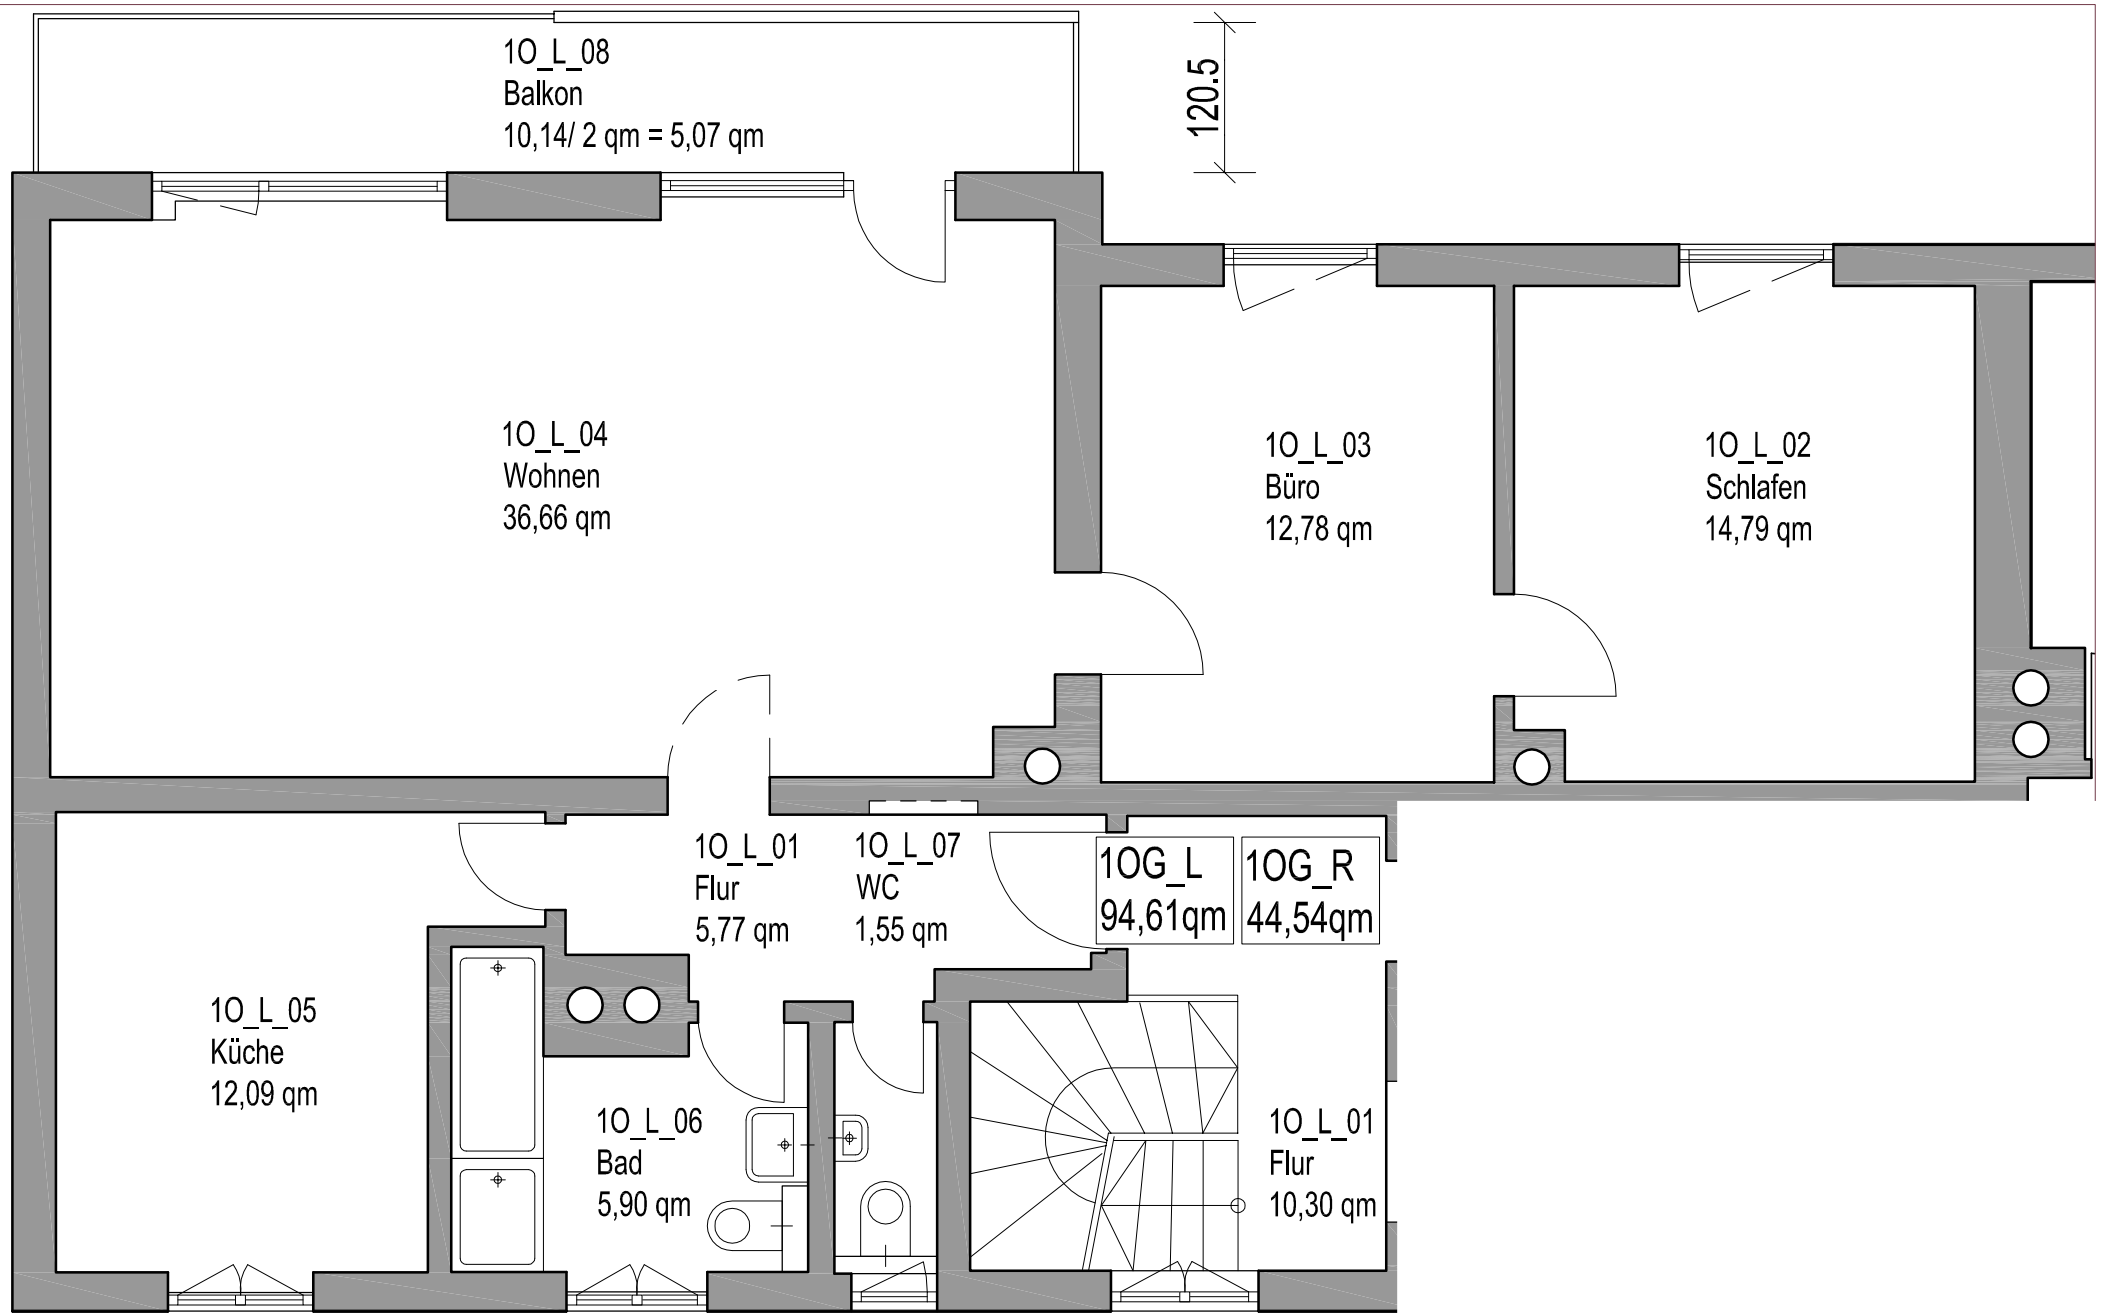 1O_L_08
Balkon
10,14/ 2 qm = 5,07 qm
120.5
1O_L_04
Wohnen
36,66 qm
1O_L_03
Büro
12,78 qm
1O_L_02
Schlafen
14,79 qm
1O_L_01
Flur
5,77 qm
1O_L_07
WC
1,55 qm
1OG_L
94,61qm
1OG_R
44,54qm
1O_L_05
Küche
12,09 qm
1O_L_06
Bad
5,90 qm
1O_L_01
Flur
10,30 qm